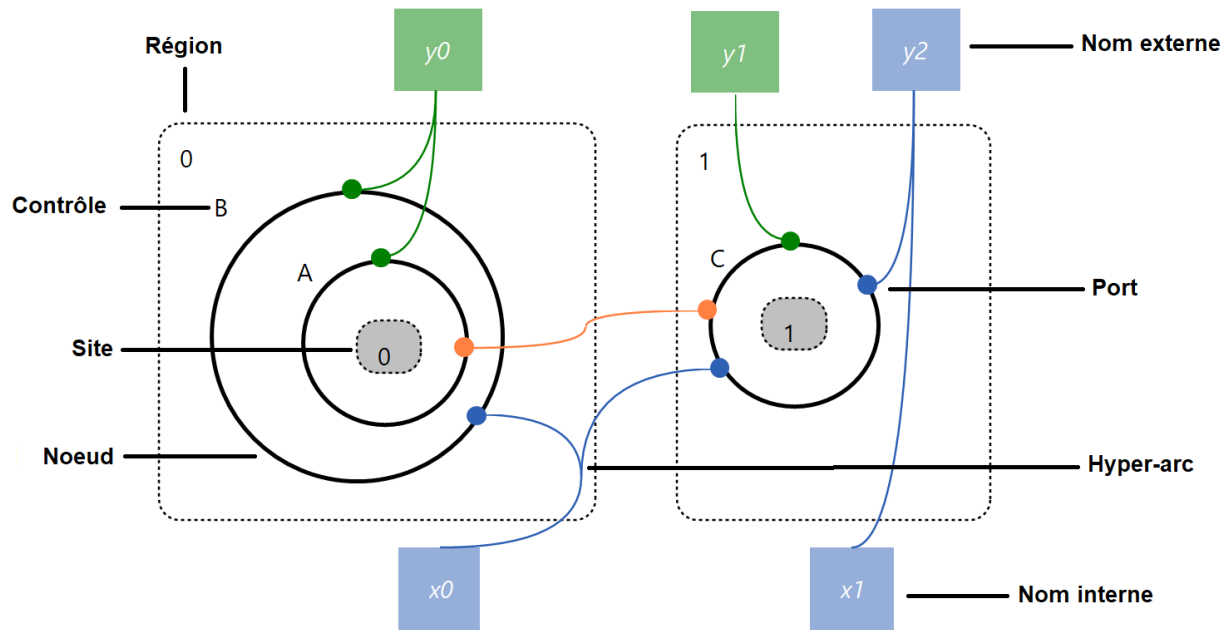 Région
y0
y1
y2
Nom externe
0
1
Contrôle
B
A
C
Port
Site
0
1
Noeud
Hyper-arc
x0
x1
Nom interne